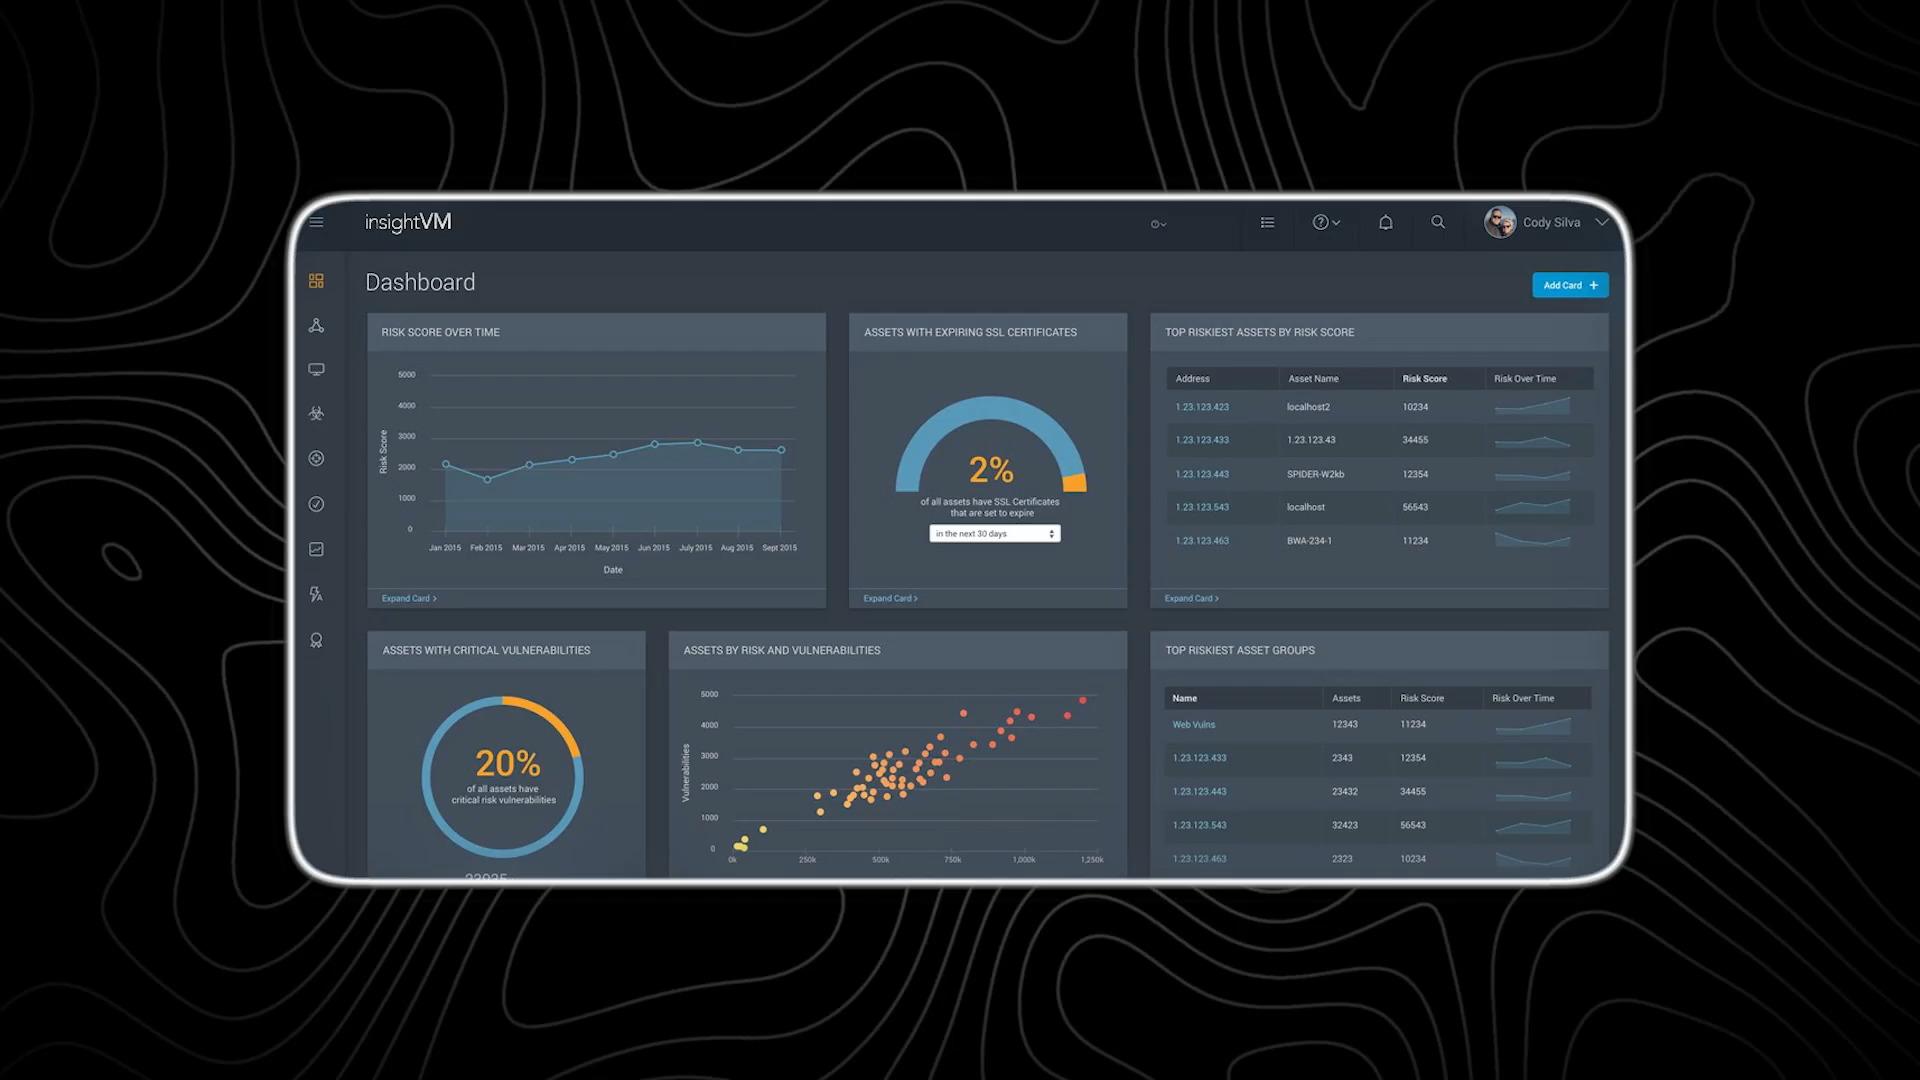 insightVM
Cody Silva
Dashboard
Add Card +
RISK SCORE OVER TIME
5000
4000
3000
2000
1000
0
Risk Score
Jan 2015 Feb 2015 Mar 2015 Apr 2015 May 2015 Jun 2015 July 2015 Aug 2015 Sept 2015
Date
Expand Card >
ASSETS WITH EXPIRING SSL CERTIFICATES
2%
of all assets have SSL Certificates
that are set to expire
in the next 30 days
Expand Card >
TOP RISKIEST ASSETS BY RISK SCORE
Address Asset Name Risk Score Risk Over Time
1.23.123.423 localhost2 10234
1.23.123.433 1.23.123.43 34455
1.23.123.443 SPIDER-W2kb 12354
1.23.123.543 localhost 56543
1.23.123.463 BWA-234-1 11234
Expand Card >
ASSETS WITH CRITICAL VULNERABILITIES
20%
of all assets have
critical risk vulnerabilities
ASSETS BY RISK AND VULNERABILITIES
5000
4000
3000
2000
1000
0
Vulnerabilities
0k 250k 500k 750k 1,000k 1,250k
TOP RISKIEST ASSET GROUPS
Name Assets Risk Score Risk Over Time
Web Vulns 12343 11234
1.23.123.433 2343 12354
1.23.123.443 23432 34455
1.23.123.543 32423 56543
1.23.123.463 2323 10234